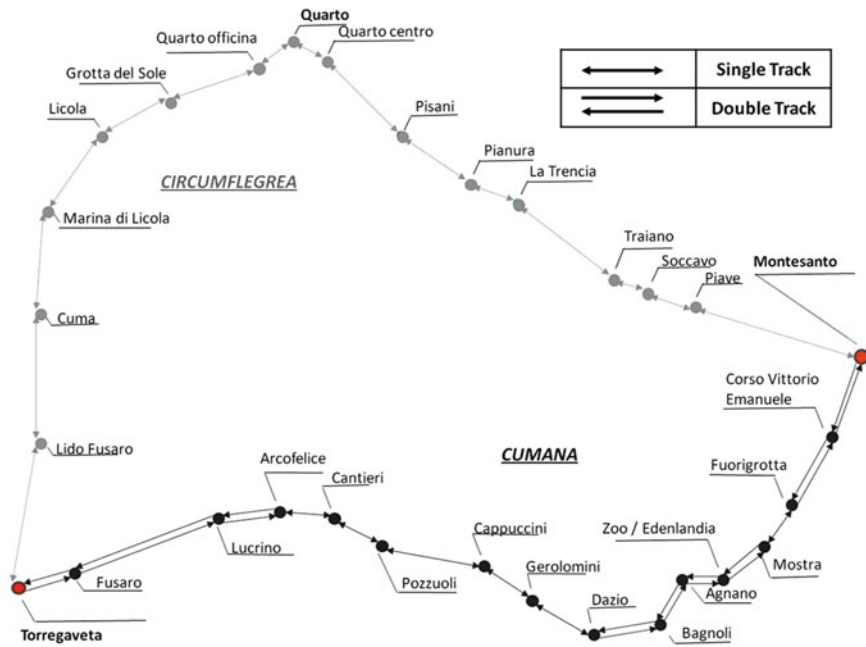 Quarto
Quarto officina
Quarto centro
Grotta del Sole
Single Track
Double Track
Licola
Pisani
Pianura
CIRCUMFLEGREA
La Trencia
Marina di Licola
Traiano
Soccavo
Montesanto
Piave
Cuma
Corso Vittorio
Emanuele
Lido Fusaro
Arcofelice
CUMANA
Cantieri
Fuorigrotta
Cappuccini
Zoo / Edenlandia
Lucrino
Gerolomini
Mostra
Fusaro
Pozzuoli
Agnano
Dazio
Bagnoli
Torregaveta